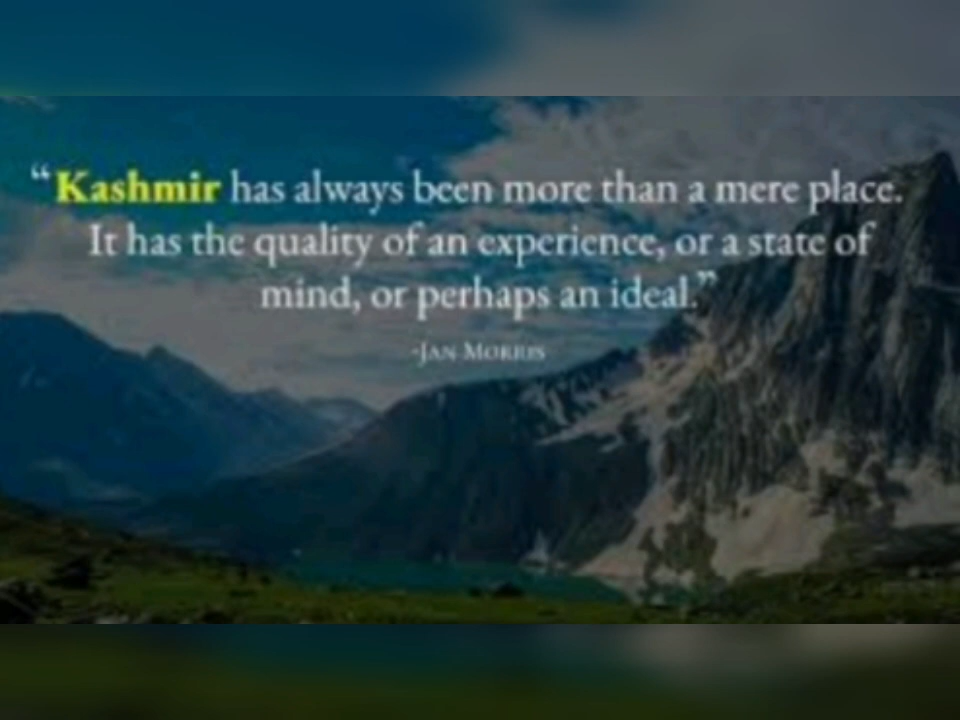 “Kashmir has always been more than a mere place.
It has the quality of an experience, or a state of
mind, or perhaps an ideal.”
-Jan Morris